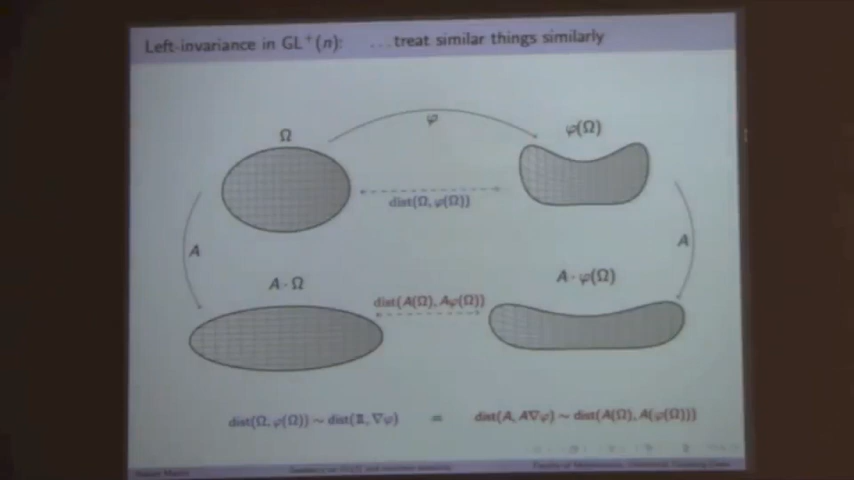 Left-invariance in GL⁺(n): ...treat similar things similarly
φ
Ω
φ(Ω)
dist(Ω, φ(Ω))
A
A
A · Ω
A · φ(Ω)
dist(A(Ω), Aφ(Ω))
dist(Ω, φ(Ω)) ~ dist(𝟙, ∇φ) = dist(A, A∇φ) ~ dist(A(Ω), A(φ(Ω)))